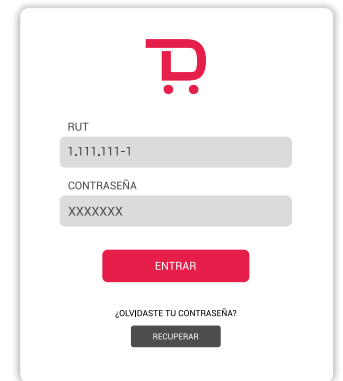 RUT
1.111.111-1
CONTRASEÑA
XXXXXXX
ENTRAR
¿OLVIDASTE TU CONTRASEÑA?
RECUPERAR